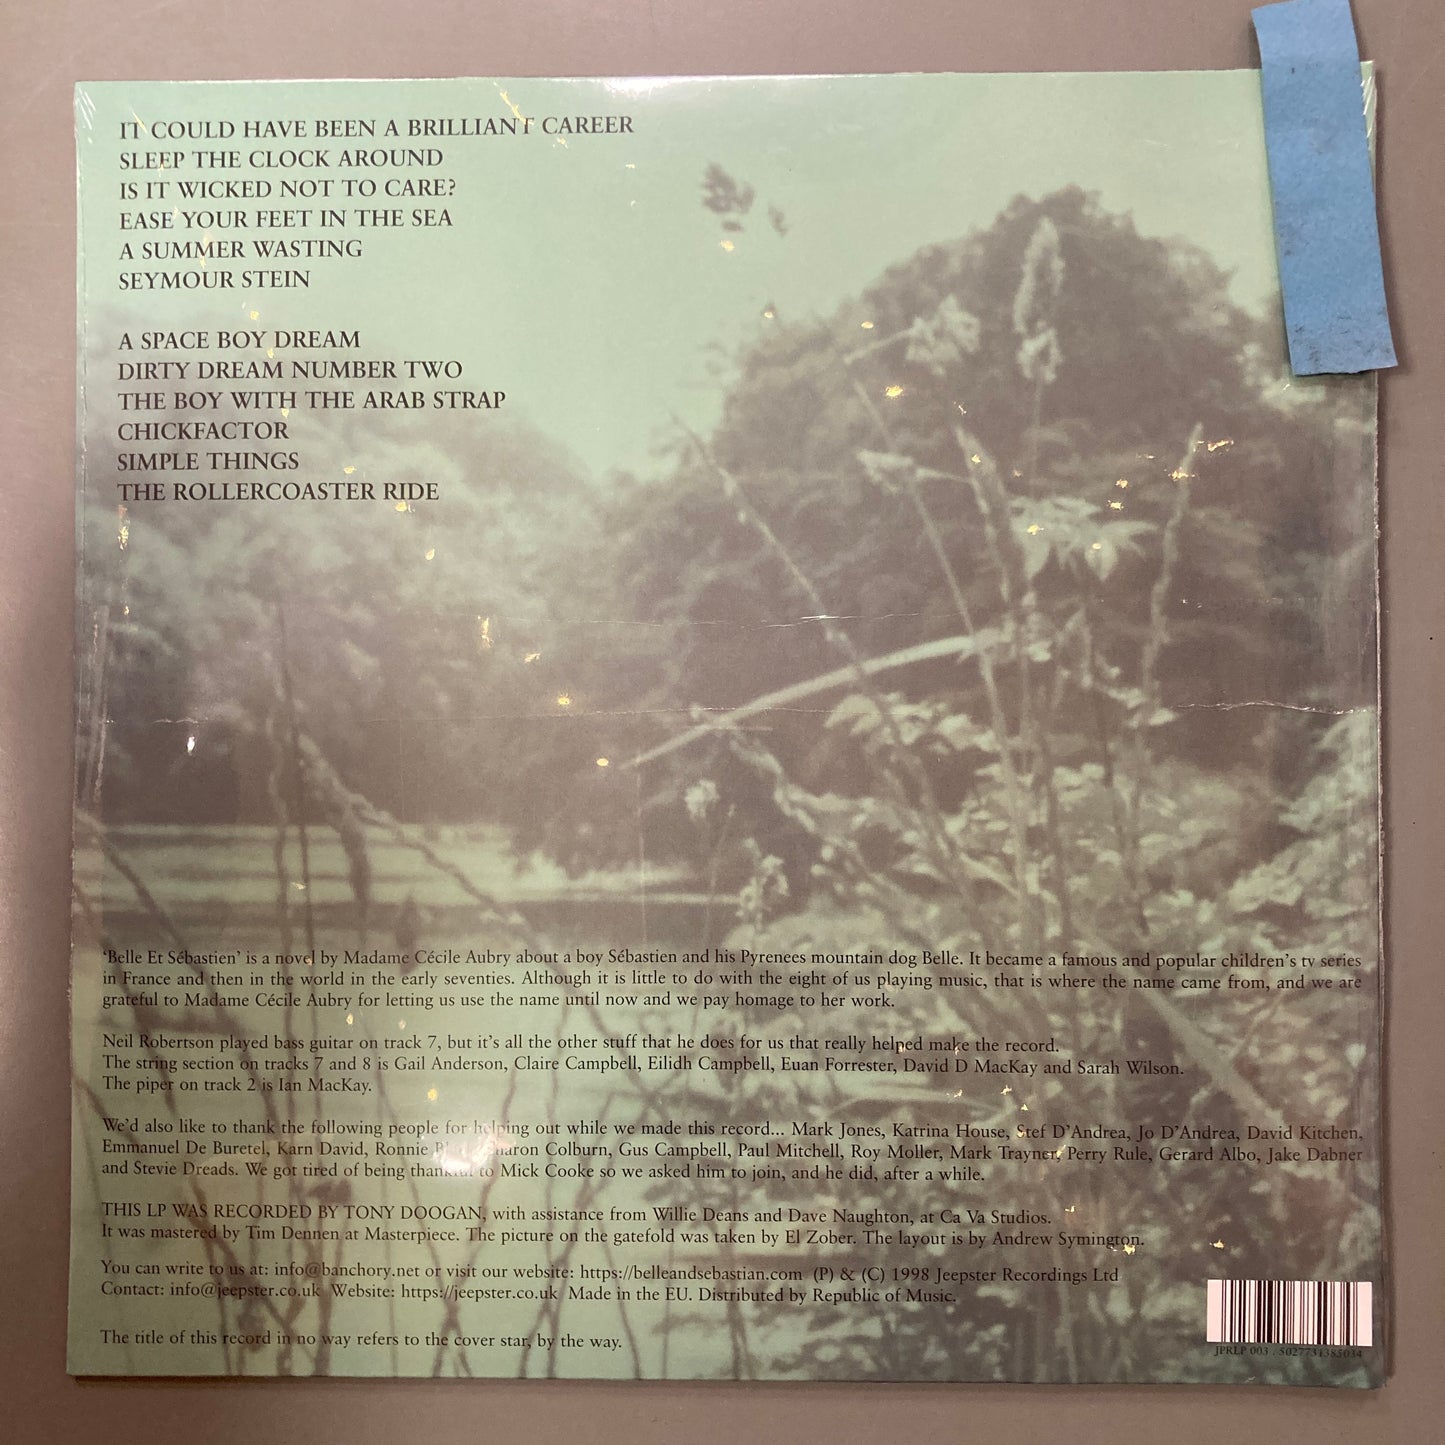 IT COULD HAVE BEEN A BRILLIANT CAREER
SLEEP THE CLOCK AROUND
IS IT WICKED NOT TO CARE?
EASE YOUR FEET IN THE SEA
A SUMMER WASTING
SEYMOUR STEIN
A SPACE BOY DREAM
DIRTY DREAM NUMBER TWO
THE BOY WITH THE ARAB STRAP
CHICKFACTOR
SIMPLE THINGS
THE ROLLERCOASTER RIDE
‘Belle Et Sébastien’ is a novel by Madame Cécile Aubry about a boy Sébastien and his Pyrenees mountain dog Belle. It became a famous and popular children’s tv series
in France and then in the world in the early seventies. Although it is little to do with the eight of us playing music, that is where the name came from, and we are
grateful to Madame Cécile Aubry for letting us use the name until now and we pay homage to her work.
Neil Robertson played bass guitar on track 7, but it’s all the other stuff that he does for us that really helped make the record.
The string section on tracks 7 and 8 is Gail Anderson, Claire Campbell, Eilidh Campbell, Euan Forrester, David D MacKay and Sarah Wilson.
The piper on track 2 is Ian MacKay.
We’d also like to thank the following people for helping out while we made this record... Mark Jones, Katrina House, Stef D’Andrea, Jo D’Andrea, David Kitchen,
Emmanuel De Buretel, Karn David, Ronnie Colburn, Gus Campbell, Paul Mitchell, Roy Moller, Mark Trayner, Perry Rule, Gerard Albo, Jake Dabner
and Stevie Dreads. We got tired of being thankful to Mick Cooke so we asked him to join, and he did, after a while.
THIS LP WAS RECORDED BY TONY DOOGAN, with assistance from Willie Deans and Dave Naughton, at Ca Va Studios.
It was mastered by Tim Dennen at Masterpiece. The picture on the gatefold was taken by El Zober. The layout is by Andrew Symington.
You can write to us at: info@banchory.net or visit our website: https://belleandsebastian.com (P) & (C) 1998 Jeepster Recordings Ltd
Contact: info@jeepster.co.uk Website: https://jeepster.co.uk Made in the EU. Distributed by Republic of Music.
The title of this record in no way refers to the cover star, by the way.
JPRLP 003 . 5027731385034